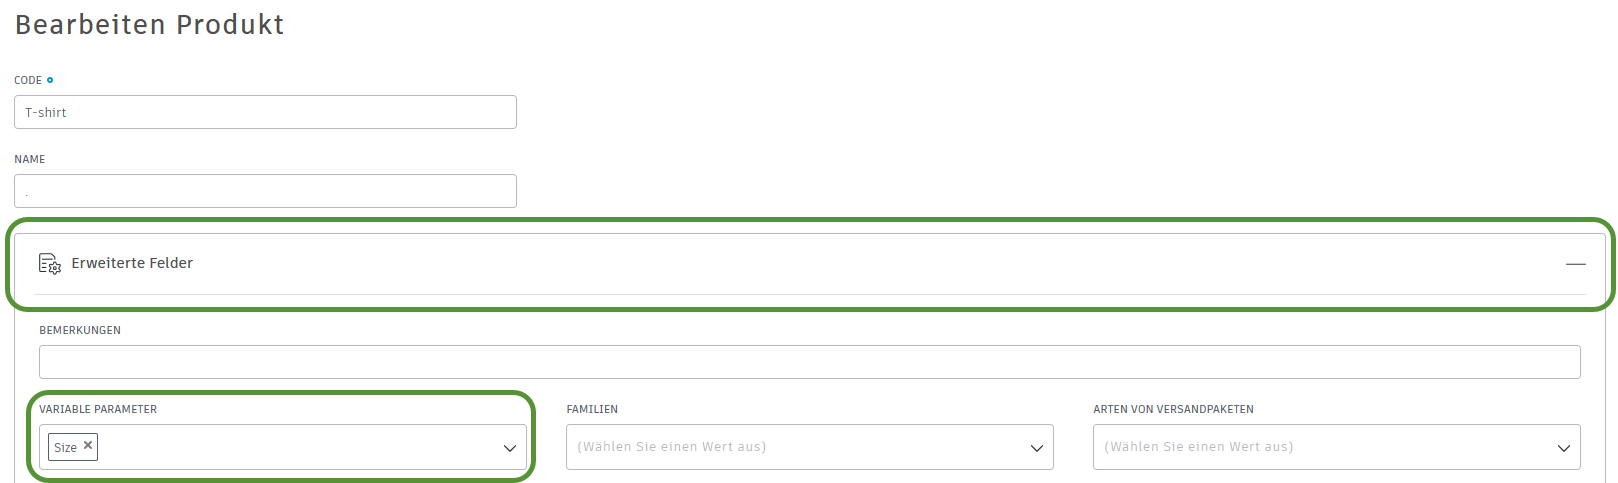 Bearbeiten Produkt
CODE
T-shirt
NAME
.
Erweiterte Felder
BEMERKUNGEN
VARIABLE PARAMETER FAMILIEN ARTEN VON VERSANDPAKETEN
Size × (Wählen Sie einen Wert aus) (Wählen Sie einen Wert aus)